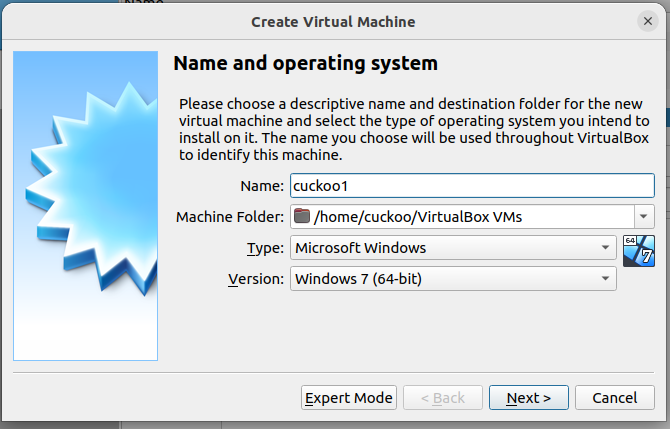 Name
Create Virtual Machine
Name and operating system
Please choose a descriptive name and destination folder for the new
virtual machine and select the type of operating system you intend to
install on it. The name you choose will be used throughout VirtualBox
to identify this machine.
Name: cuckoo1
Machine Folder: /home/cuckoo/VirtualBox VMs
Type: Microsoft Windows
64
7
Version: Windows 7 (64-bit)
Expert Mode < Back Next > Cancel